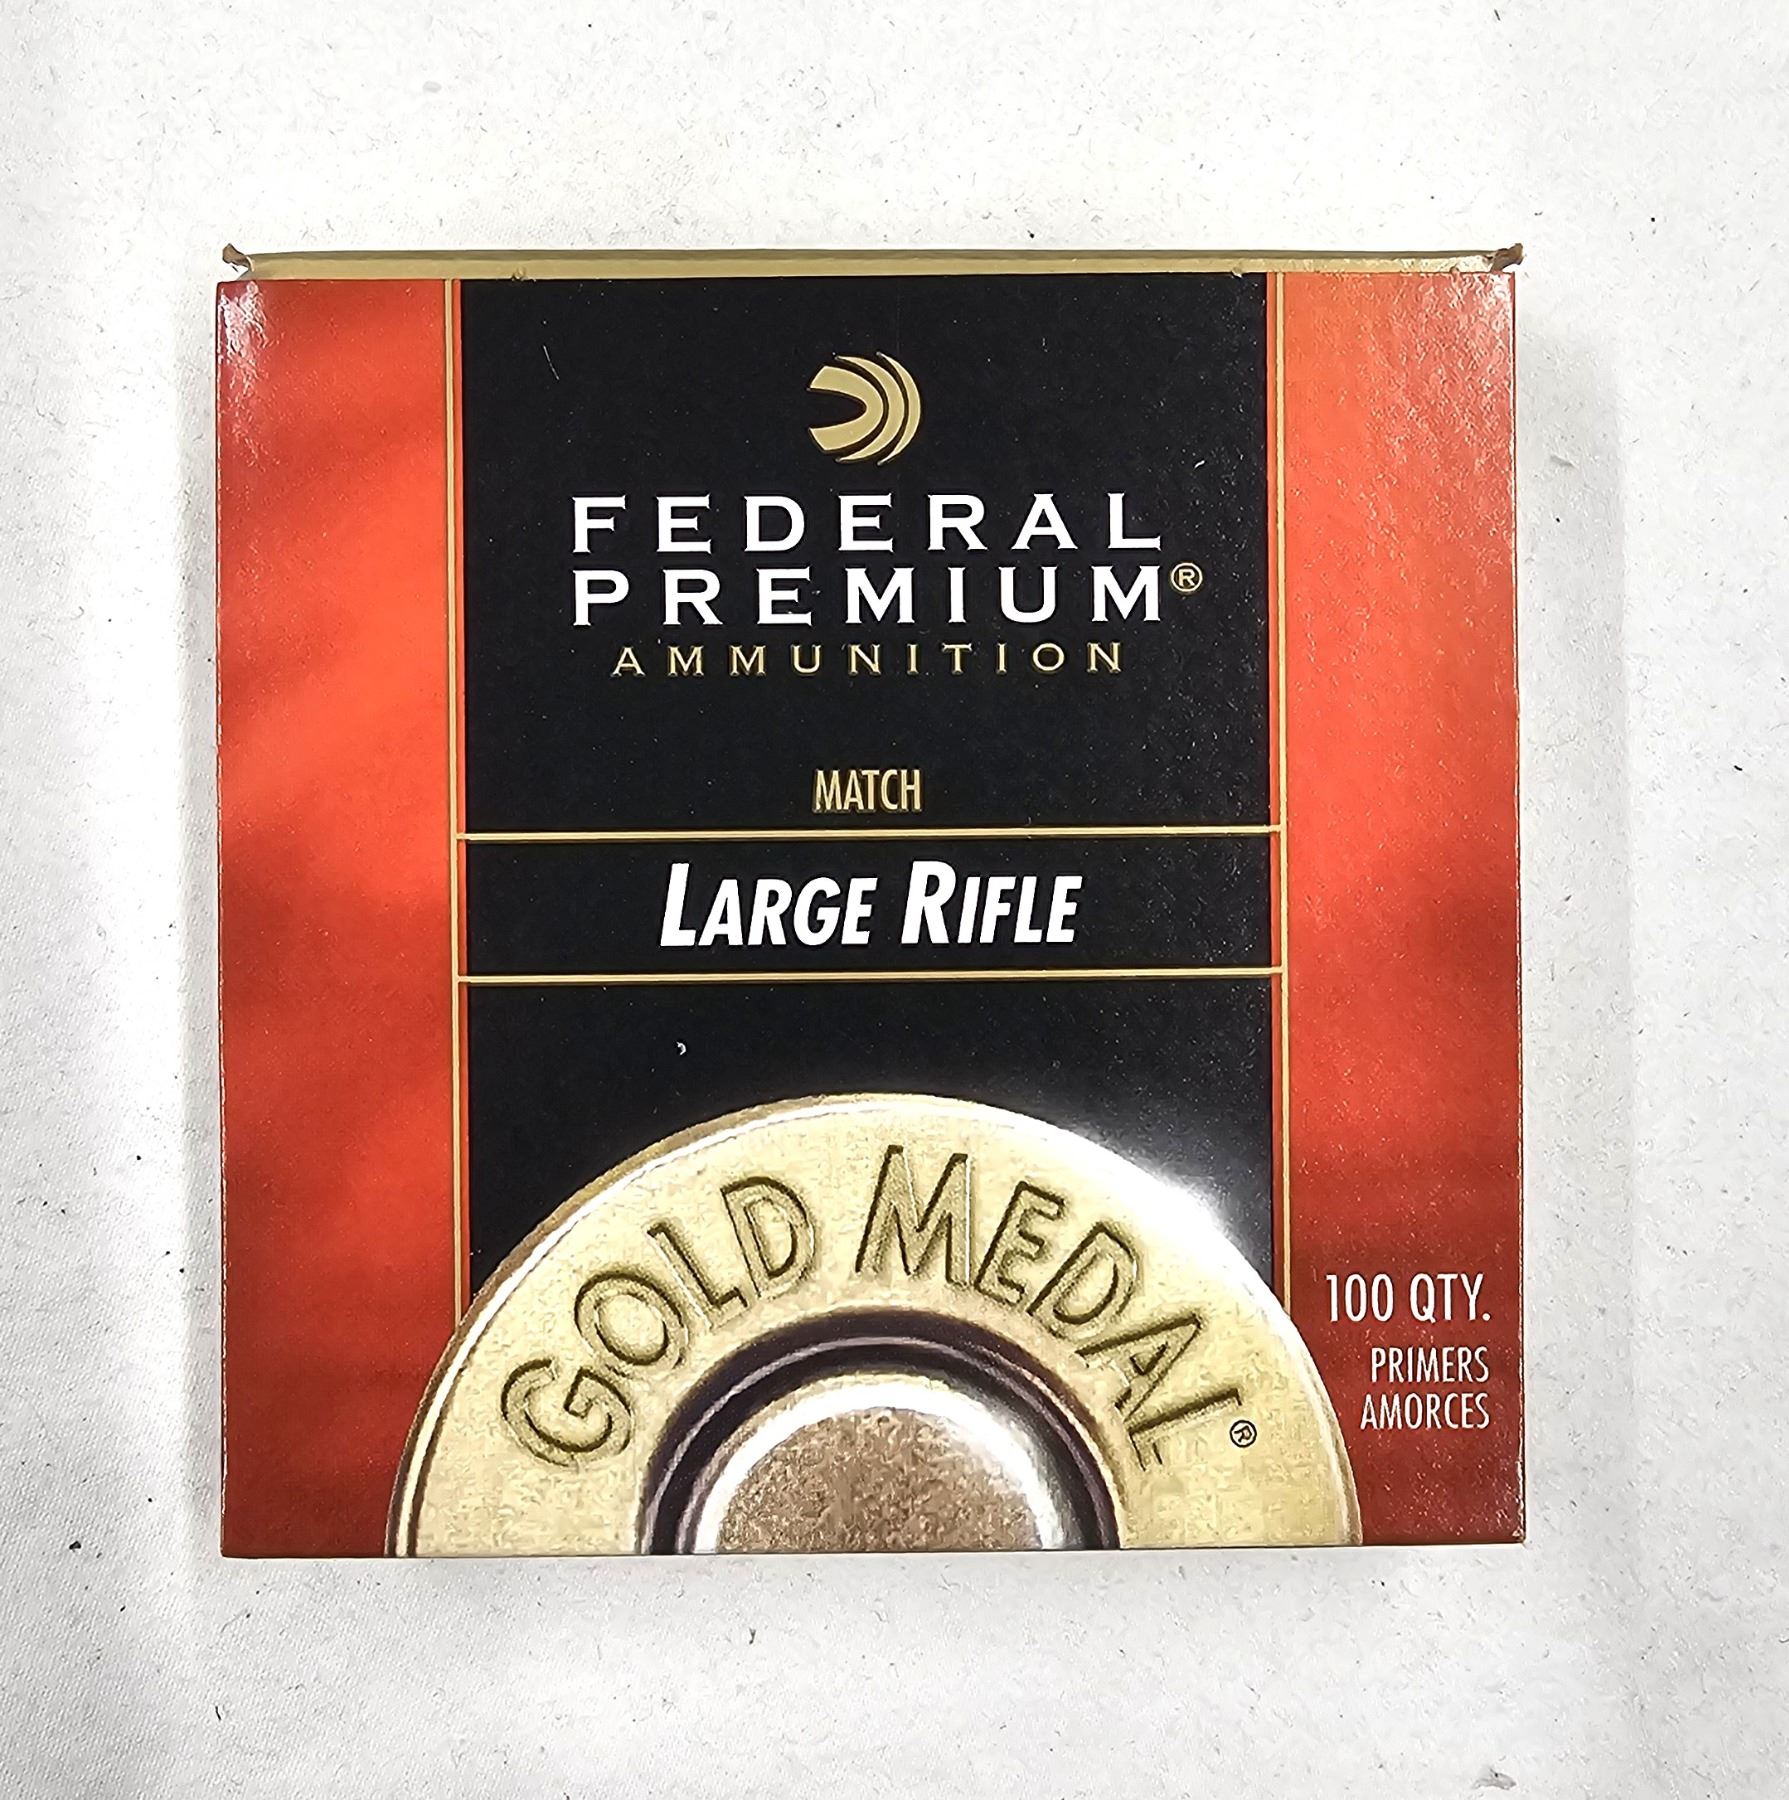 FEDERAL
PREMIUM®
AMMUNITION
MATCH
LARGE RIFLE
GOLD MEDAL®
100 QTY.
PRIMERS
AMORCES